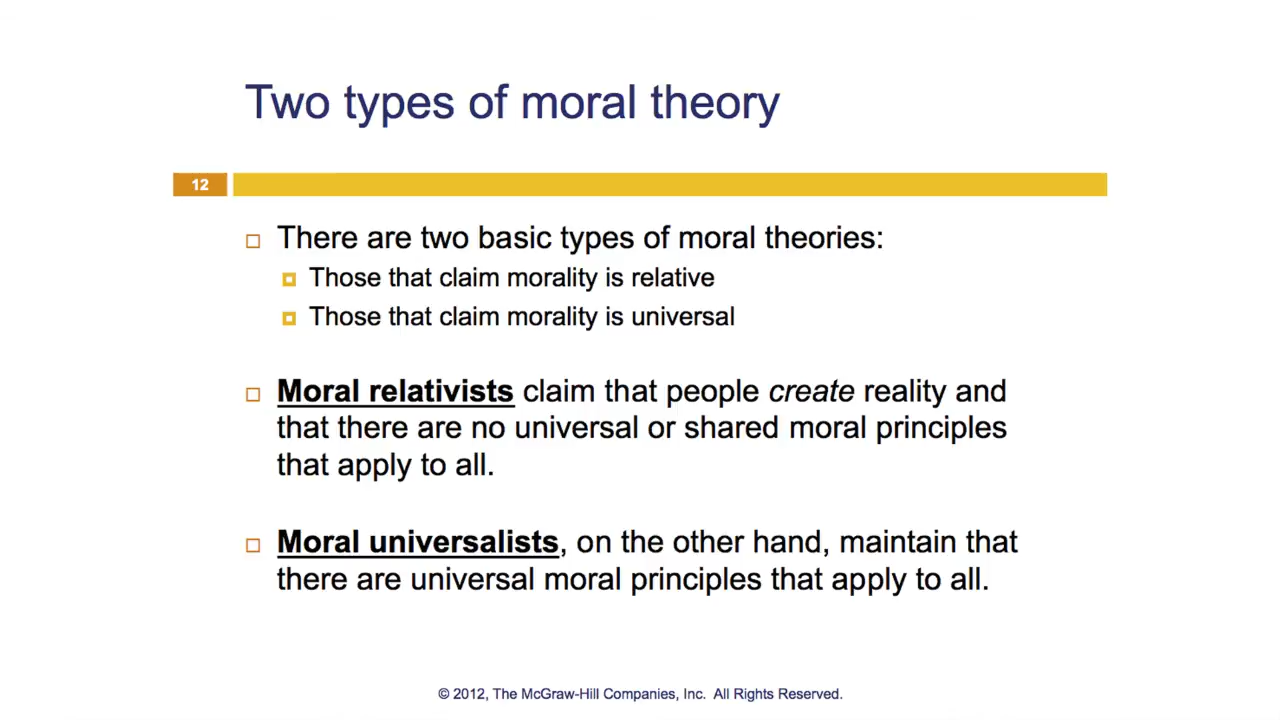 Two types of moral theory
12
There are two basic types of moral theories:
Those that claim morality is relative
Those that claim morality is universal
Moral relativists claim that people create reality and
that there are no universal or shared moral principles
that apply to all.
Moral universalists, on the other hand, maintain that
there are universal moral principles that apply to all.
© 2012, The McGraw-Hill Companies, Inc. All Rights Reserved.